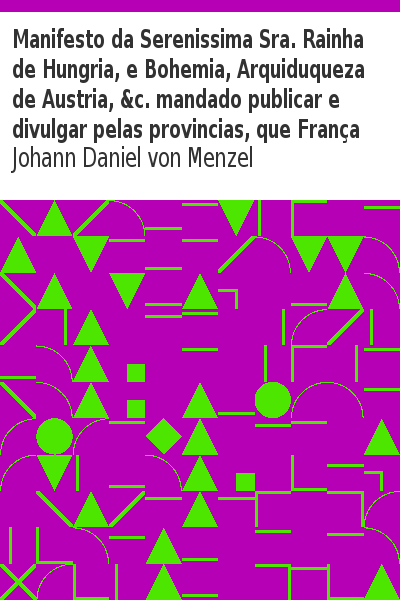 Manifesto da Serenissima Sra. Rainha
de Hungria, e Bohemia, Arquiduqueza
de Austria, &c. mandado publicar e
divulgar pelas provincias, que França
Johann Daniel von Menzel